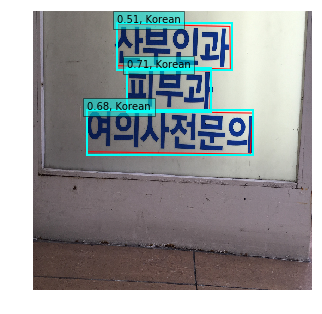 0.51, Korean
산부인과
0.71, Korean
피부과
0.68, Korean
여의사전문의